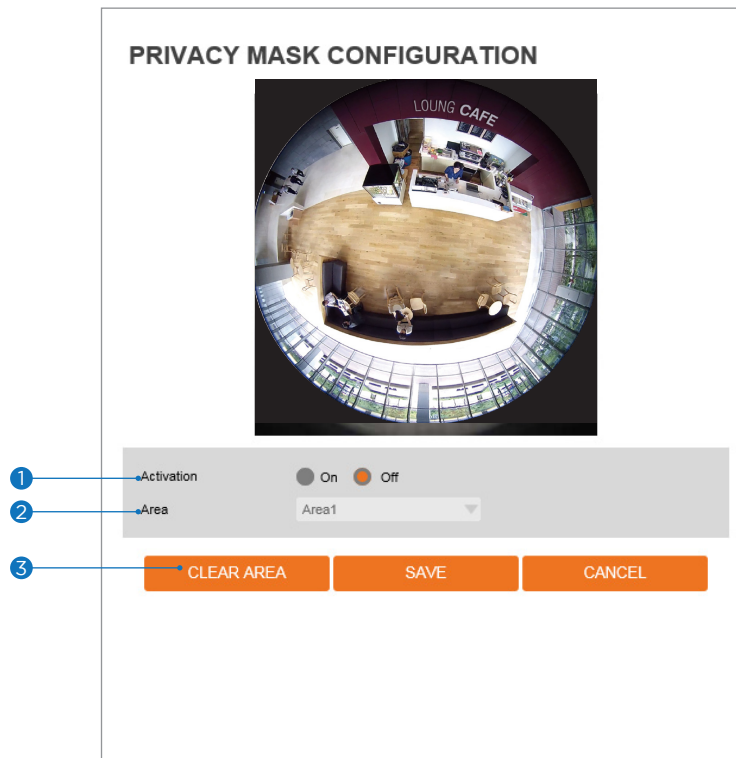 PRIVACY MASK CONFIGURATION
LOUNG CAFE
1 Activation On Off
2 Area Area1
3 CLEAR AREA SAVE CANCEL